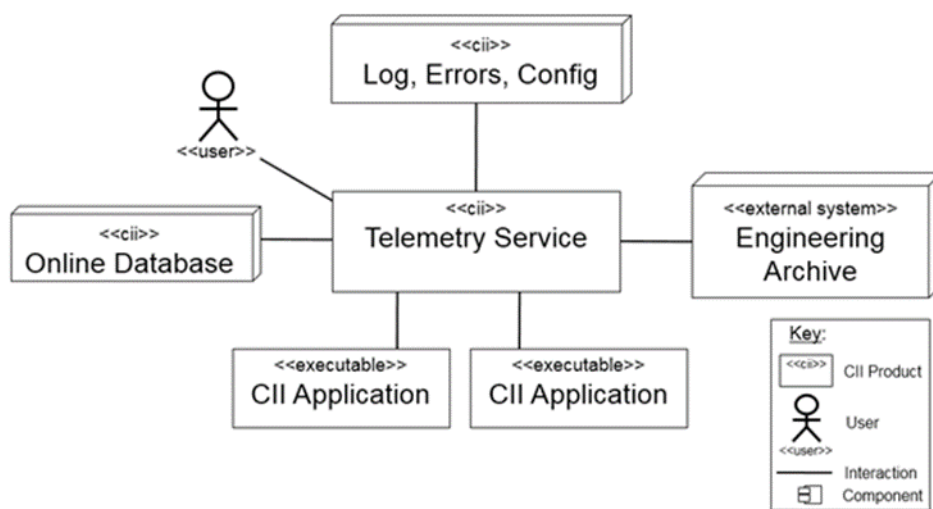 <<cii>>
Log, Errors, Config
<<user>>
<<cii>>
Telemetry Service
<<cii>>
Online Database
<<external system>>
Engineering
Archive
<<executable>>
CII Application
<<executable>>
CII Application
Key:
<<cii>>
CII Product
User
<<user>>
Interaction
Component